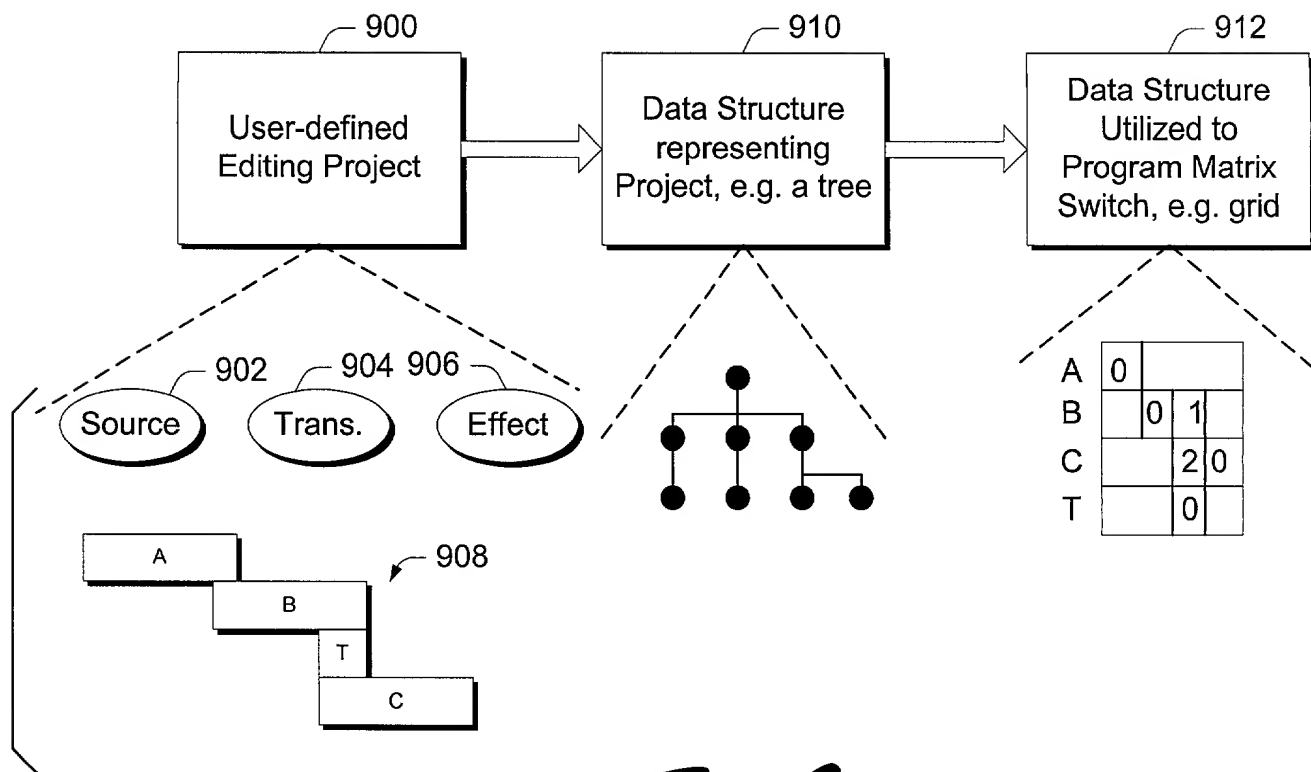 900
910
912
User-defined
Editing Project
Data Structure
representing
Project, e.g. a tree
Data Structure
Utilized to
Program Matrix
Switch, e.g. grid
902
904
906
Source
Trans.
Effect
A 0
B 0 1
C 2 0
T 0
908
A
B
T
C